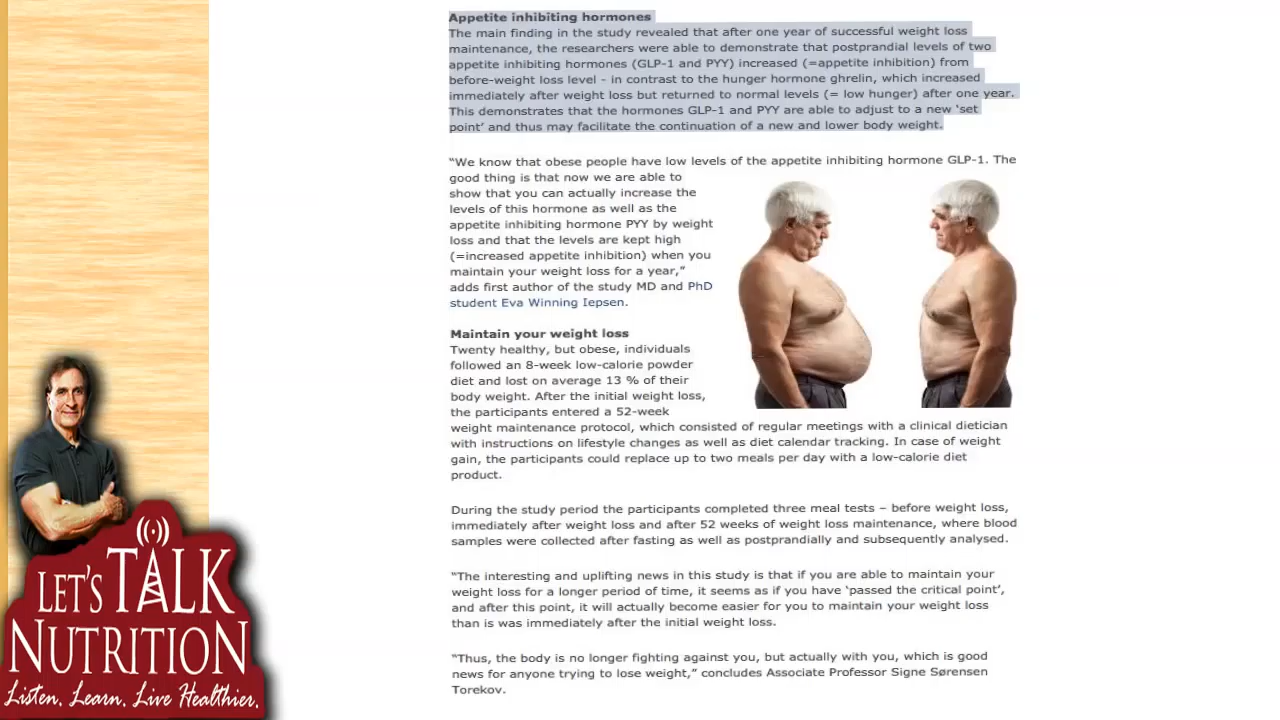 Appetite inhibiting hormones
The main finding in the study revealed that after one year of successful weight loss
maintenance, the researchers were able to demonstrate that postprandial levels of two
appetite inhibiting hormones (GLP-1 and PYY) increased (=appetite inhibition) from
before-weight loss level - in contrast to the hunger hormone ghrelin, which increased
immediately after weight loss but returned to normal levels (= low hunger) after one year.
This demonstrates that the hormones GLP-1 and PYY are able to adjust to a new ‘set
point’ and thus may facilitate the continuation of a new and lower body weight.
“We know that obese people have low levels of the appetite inhibiting hormone GLP-1. The
good thing is that now we are able to
show that you can actually increase the
levels of this hormone as well as the
appetite inhibiting hormone PYY by weight
loss and that the levels are kept high
(=increased appetite inhibition) when you
maintain your weight loss for a year,”
adds first author of the study MD and PhD
student Eva Winning Iepsen.
Maintain your weight loss
Twenty healthy, but obese, individuals
followed an 8-week low-calorie powder
diet and lost on average 13 % of their
body weight. After the initial weight loss,
the participants entered a 52-week
weight maintenance protocol, which consisted of regular meetings with a clinical dietician
with instructions on lifestyle changes as well as diet calendar tracking. In case of weight
gain, the participants could replace up to two meals per day with a low-calorie diet
product.
During the study period the participants completed three meal tests – before weight loss,
immediately after weight loss and after 52 weeks of weight loss maintenance, where blood
samples were collected after fasting as well as postprandially and subsequently analysed.
“The interesting and uplifting news in this study is that if you are able to maintain your
weight loss for a longer period of time, it seems as if you have ‘passed the critical point’,
and after this point, it will actually become easier for you to maintain your weight loss
than is was immediately after the initial weight loss.
“Thus, the body is no longer fighting against you, but actually with you, which is good
news for anyone trying to lose weight,” concludes Associate Professor Signe Sørensen
Torekov.
LET'S TALK
NUTRITION
Listen. Learn. Live Healthier.